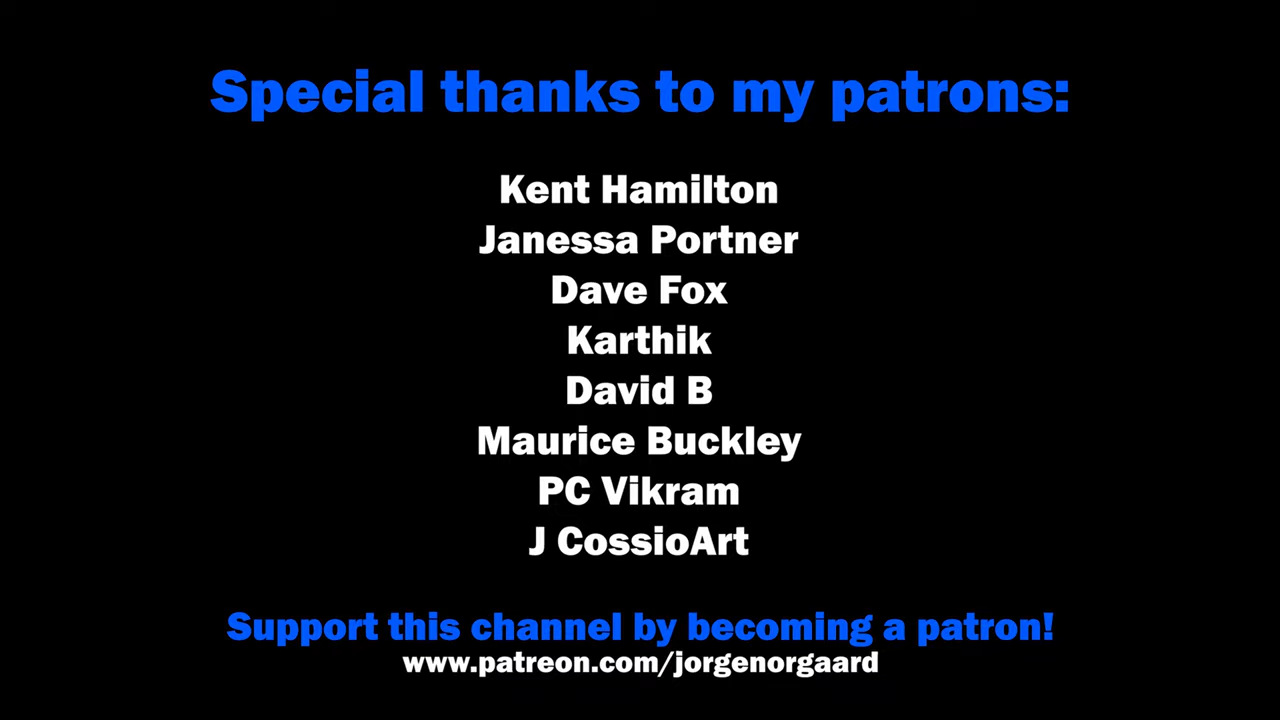 Special thanks to my patrons:
Kent Hamilton
Janessa Portner
Dave Fox
Karthik
David B
Maurice Buckley
PC Vikram
J CossioArt
Support this channel by becoming a patron!
www.patreon.com/jorgenorgaard